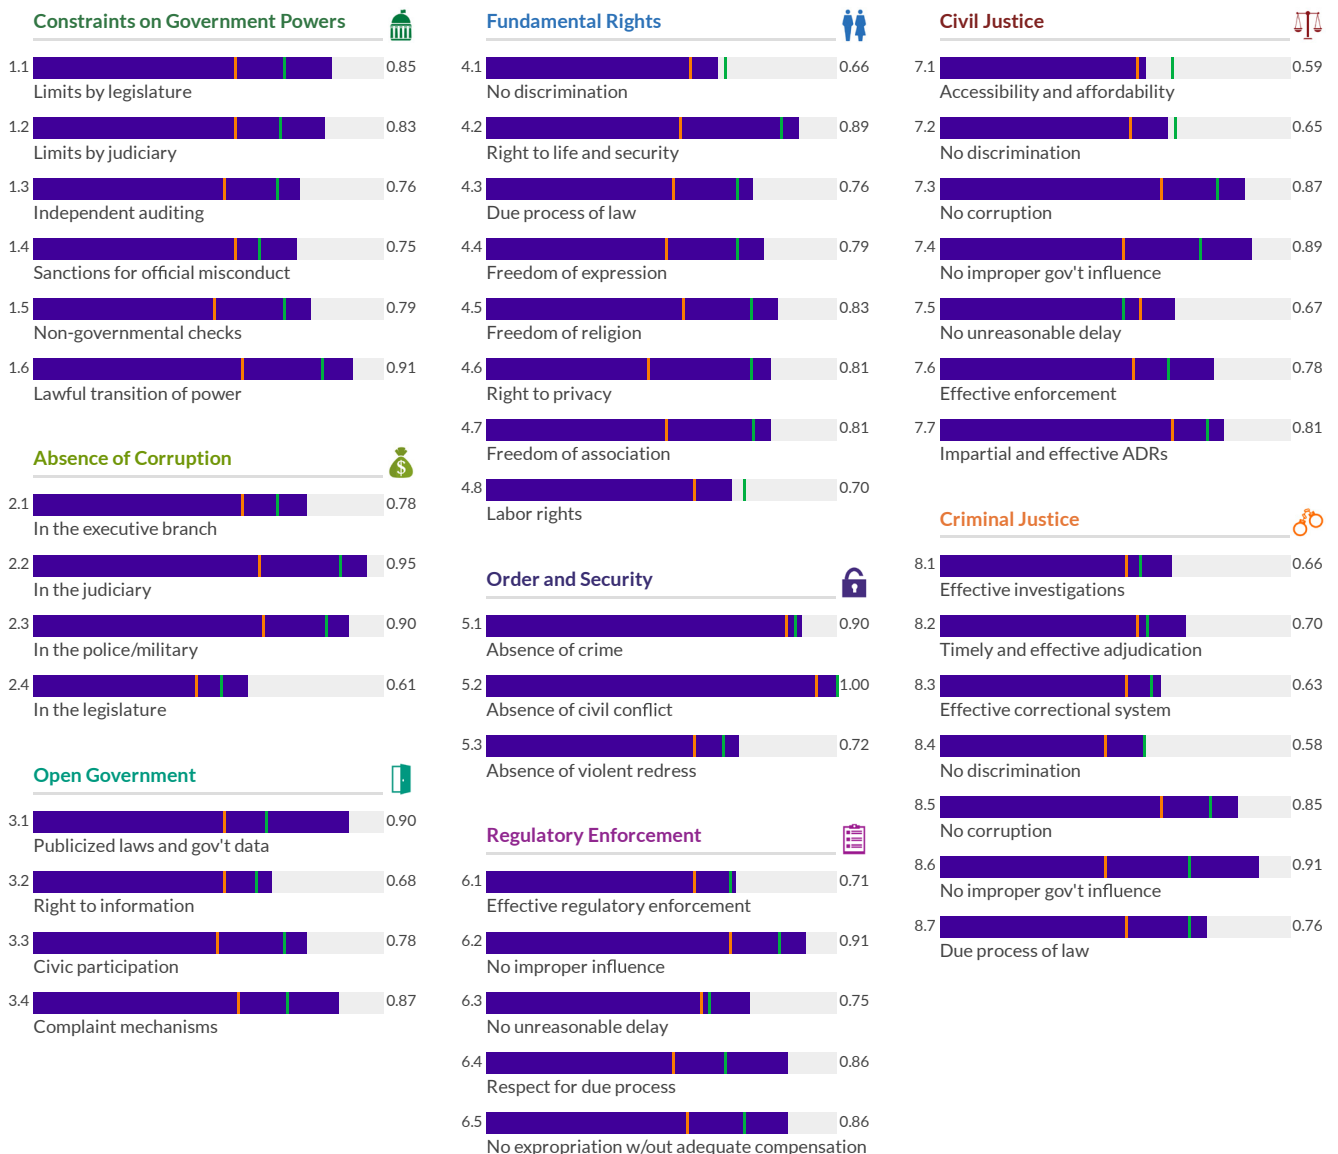 Constraints on Government Powers
1.1 0.85
Limits by legislature
1.2 0.83
Limits by judiciary
1.3 0.76
Independent auditing
1.4 0.75
Sanctions for official misconduct
1.5 0.79
Non-governmental checks
1.6 0.91
Lawful transition of power
Absence of Corruption
$
2.1 0.78
In the executive branch
2.2 0.95
In the judiciary
2.3 0.90
In the police/military
2.4 0.61
In the legislature
Open Government
3.1 0.90
Publicized laws and gov't data
3.2 0.68
Right to information
3.3 0.78
Civic participation
3.4 0.87
Complaint mechanisms
Fundamental Rights
4.1 0.66
No discrimination
4.2 0.89
Right to life and security
4.3 0.76
Due process of law
4.4 0.79
Freedom of expression
4.5 0.83
Freedom of religion
4.6 0.81
Right to privacy
4.7 0.81
Freedom of association
4.8 0.70
Labor rights
Order and Security
5.1 0.90
Absence of crime
5.2 1.00
Absence of civil conflict
5.3 0.72
Absence of violent redress
Regulatory Enforcement
6.1 0.71
Effective regulatory enforcement
6.2 0.91
No improper influence
6.3 0.75
No unreasonable delay
6.4 0.86
Respect for due process
6.5 0.86
No expropriation w/out adequate compensation
Civil Justice
7.1 0.59
Accessibility and affordability
7.2 0.65
No discrimination
7.3 0.87
No corruption
7.4 0.89
No improper gov't influence
7.5 0.67
No unreasonable delay
7.6 0.78
Effective enforcement
7.7 0.81
Impartial and effective ADRs
Criminal Justice
8.1 0.66
Effective investigations
8.2 0.70
Timely and effective adjudication
8.3 0.63
Effective correctional system
8.4 0.58
No discrimination
8.5 0.85
No corruption
8.6 0.91
No improper gov't influence
8.7 0.76
Due process of law